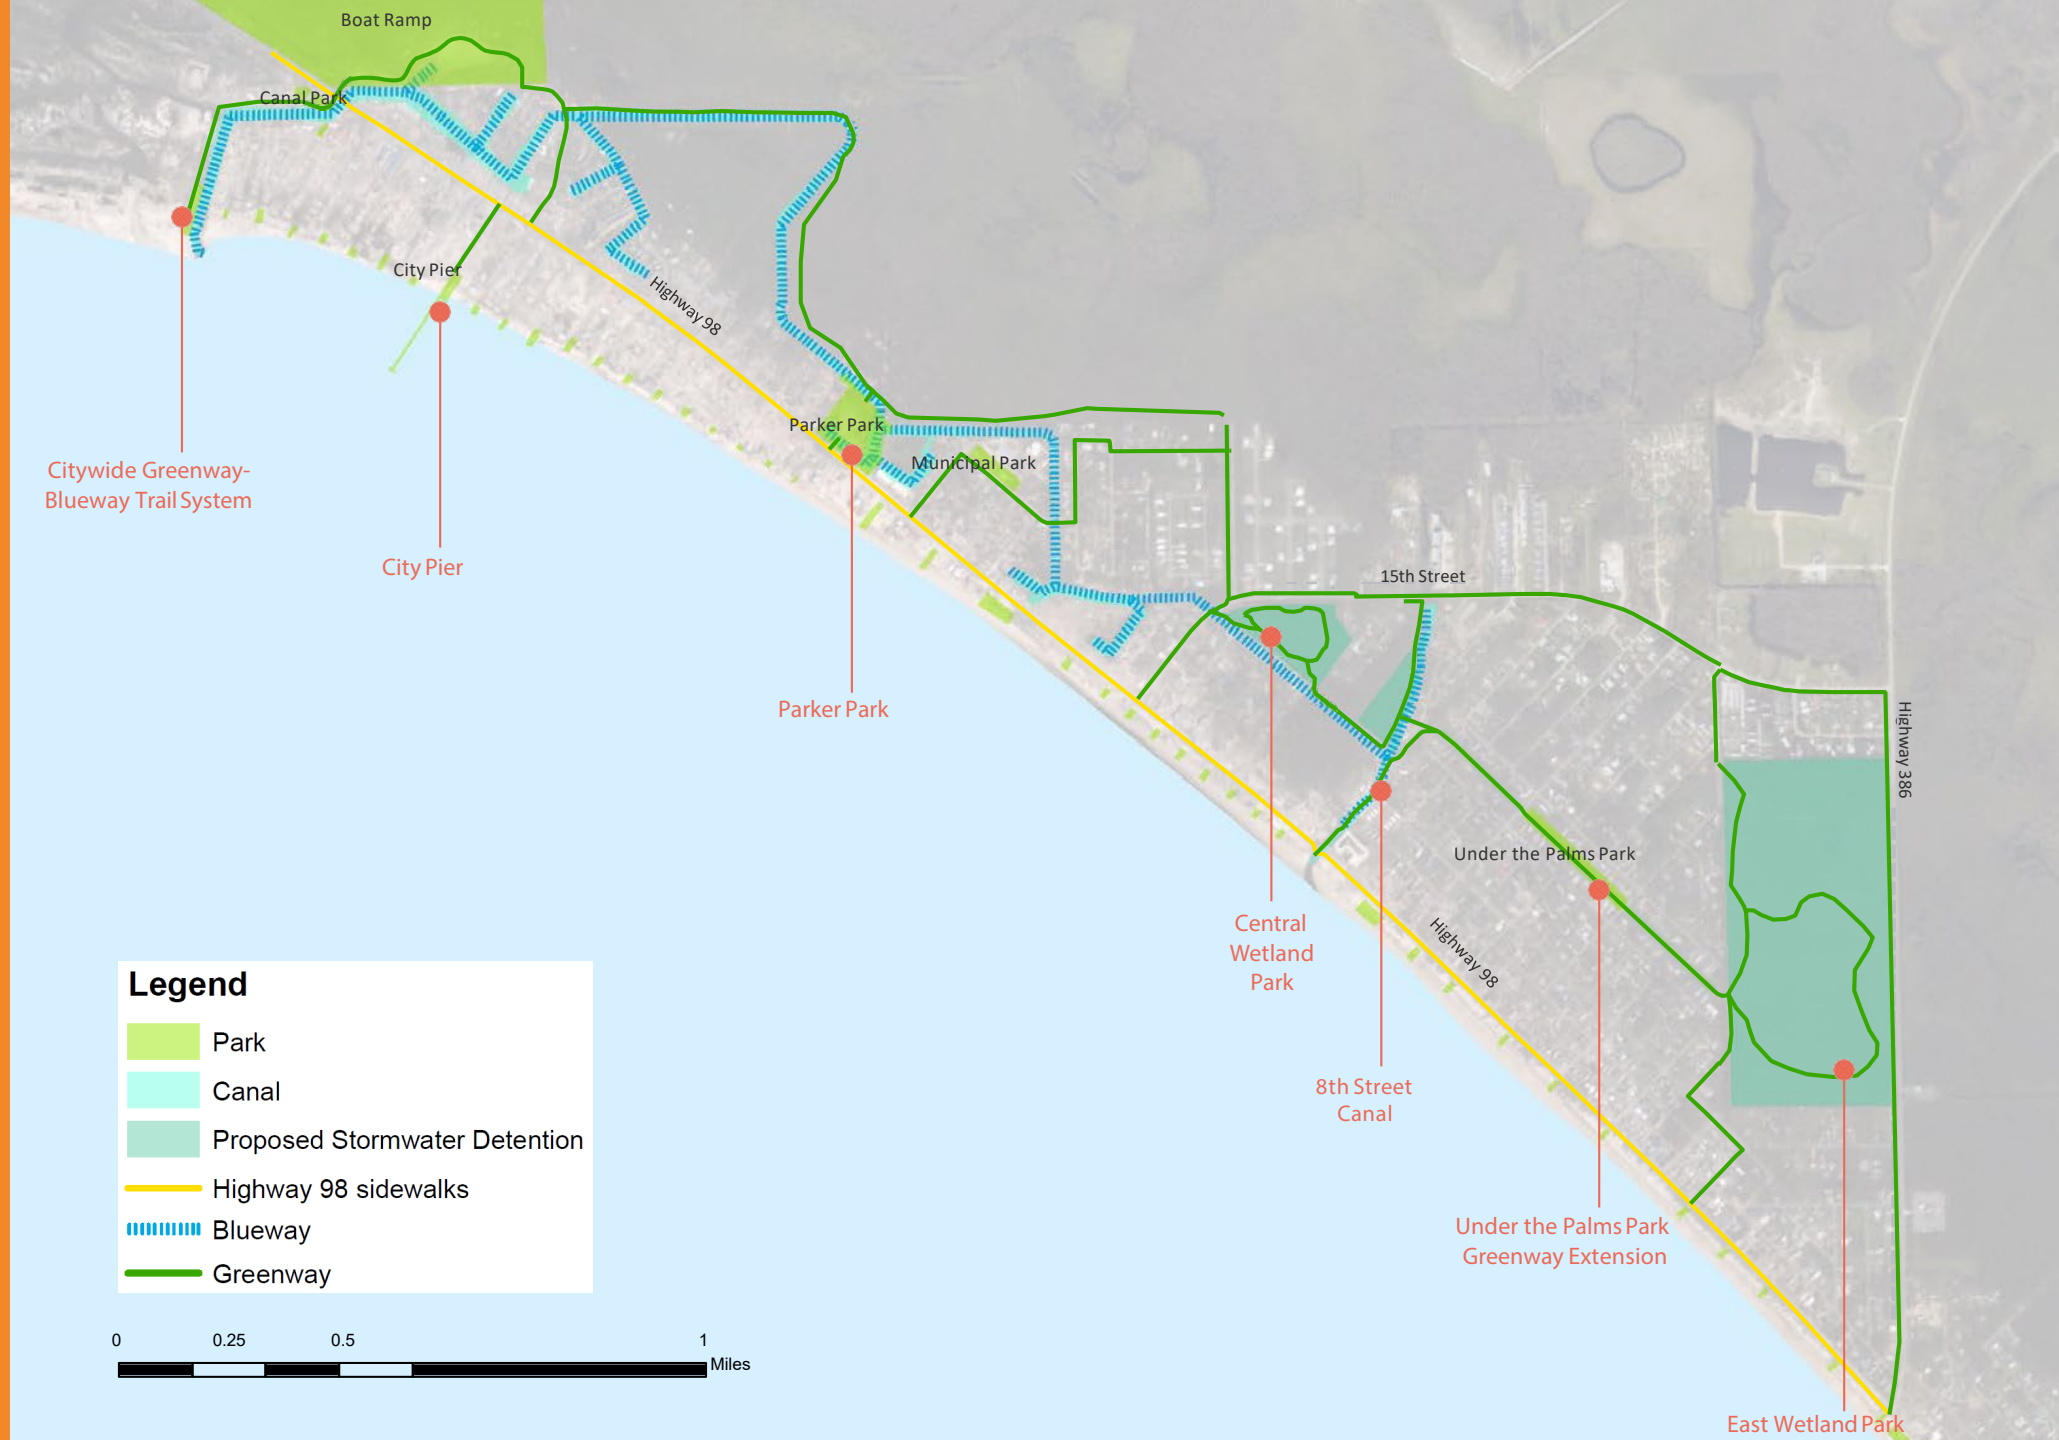 Boat Ramp
Canal Park
City Pier
Highway 98
Citywide Greenway-
Blueway Trail System
City Pier
Parker Park
Municipal Park
Parker Park
15th Street
Highway 386
Under the Palms Park
Central
Wetland
Park
Highway 98
8th Street
Canal
Under the Palms Park
Greenway Extension
East Wetland Park
Legend
Park
Canal
Proposed Stormwater Detention
Highway 98 sidewalks
Blueway
Greenway
0 0.25 0.5 1
Miles